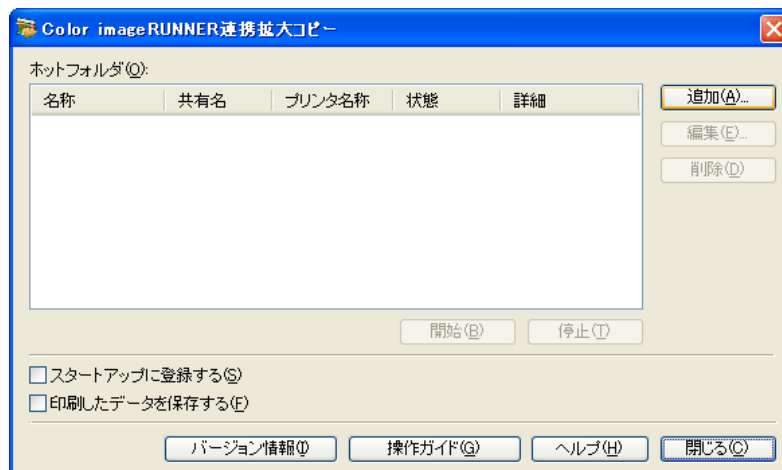 Color imageRUNNER連携拡大コピー
ホットフォルダ(O):
名称 共有名 プリンタ名称 状態 詳細
追加(A)...
編集(E)...
削除(D)
開始(B) 停止(T)
スタートアップに登録する(S)
印刷したデータを保存する(F)
バージョン情報(I) 操作ガイド(G) ヘルプ(H) 閉じる(C)